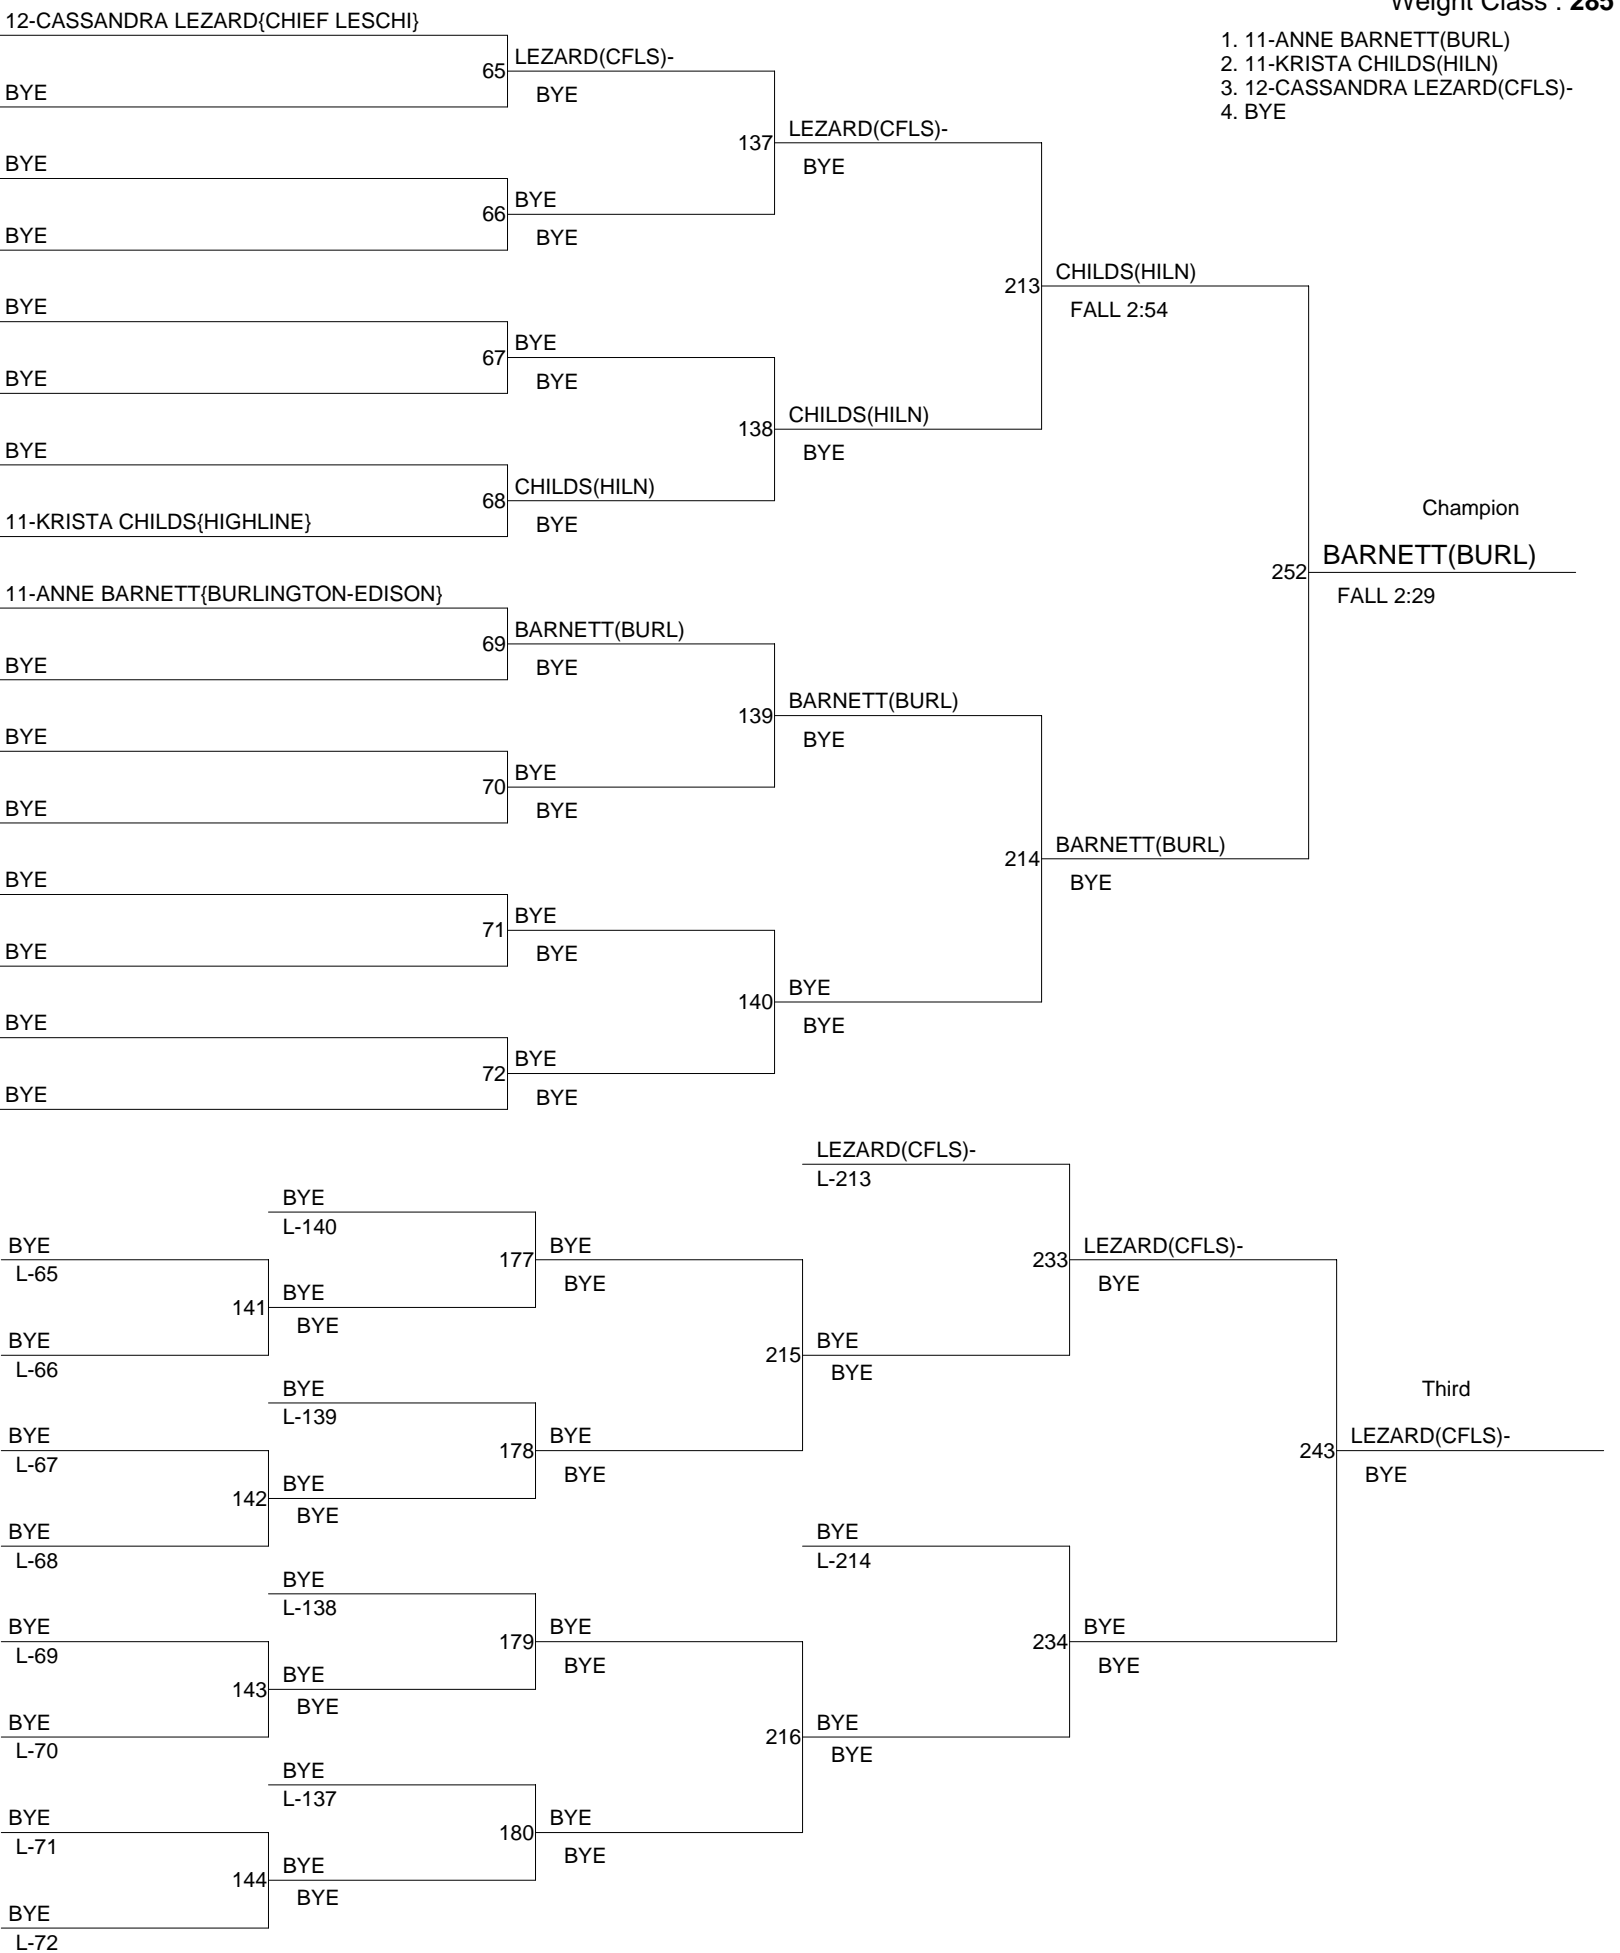 Weight Class : 285
1. 11-ANNE BARNETT(BURL)
2. 11-KRISTA CHILDS(HILN)
3. 12-CASSANDRA LEZARD(CFLS)-
4. BYE
12-CASSANDRA LEZARD{CHIEF LESCHI}
BYE
BYE
BYE
BYE
BYE
BYE
11-KRISTA CHILDS{HIGHLINE}
11-ANNE BARNETT{BURLINGTON-EDISON}
BYE
BYE
BYE
BYE
BYE
BYE
BYE
65
LEZARD(CFLS)-
BYE
66
BYE
BYE
67
BYE
BYE
68
CHILDS(HILN)
BYE
69
BARNETT(BURL)
BYE
70
BYE
BYE
71
BYE
BYE
72
BYE
BYE
137
LEZARD(CFLS)-
BYE
138
CHILDS(HILN)
BYE
139
BARNETT(BURL)
BYE
140
BYE
BYE
213
CHILDS(HILN)
FALL 2:54
214
BARNETT(BURL)
BYE
Champion
252
BARNETT(BURL)
FALL 2:29
BYE
L-65
BYE
L-66
BYE
L-67
BYE
L-68
BYE
L-69
BYE
L-70
BYE
L-71
BYE
L-72
BYE
L-140
141
BYE
BYE
BYE
L-139
142
BYE
BYE
BYE
L-138
143
BYE
BYE
BYE
L-137
144
BYE
BYE
177
BYE
BYE
178
BYE
BYE
179
BYE
BYE
180
BYE
BYE
LEZARD(CFLS)-
L-213
215
BYE
BYE
BYE
L-214
216
BYE
BYE
233
LEZARD(CFLS)-
BYE
234
BYE
BYE
Third
243
LEZARD(CFLS)-
BYE